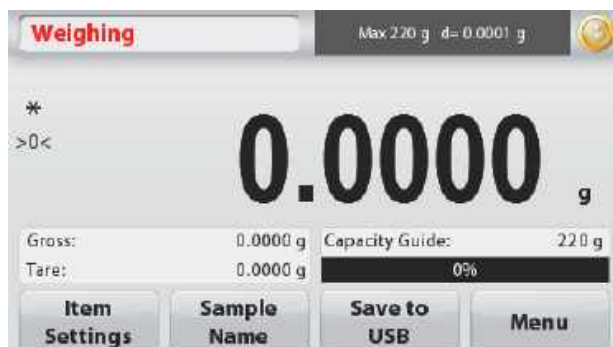 Weighing
Max 220 g d= 0.0001 g
*
>0<
0.0000 g
Gross: 0.0000 g
Tare: 0.0000 g
Capacity Guide: 220 g
0%
Item Settings
Sample Name
Save to USB
Menu